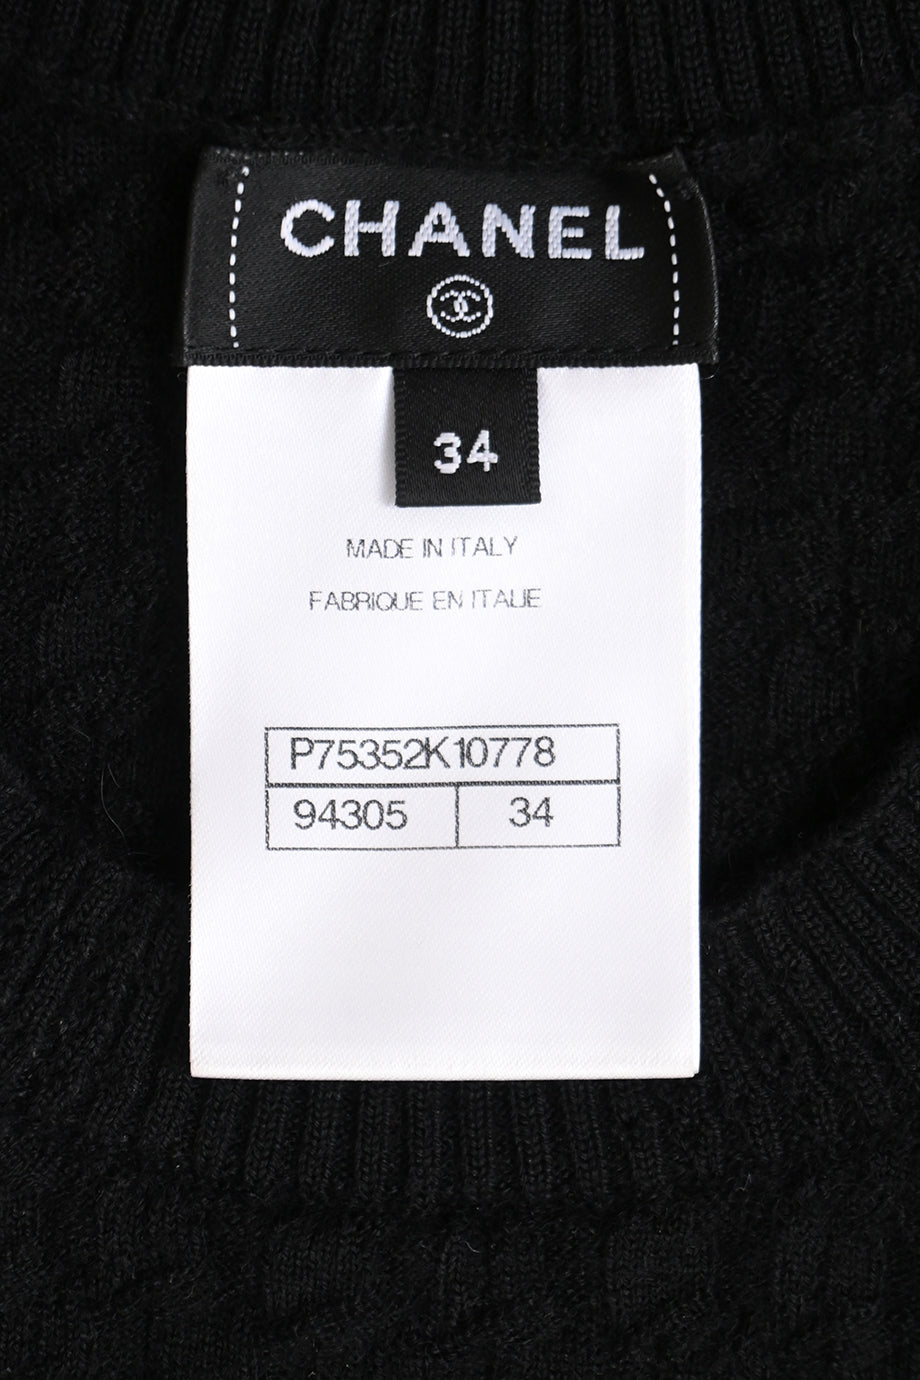 CHANEL
34
MADE IN ITALY
FABRIQUE EN ITALIE
P75352K10778
94305 34